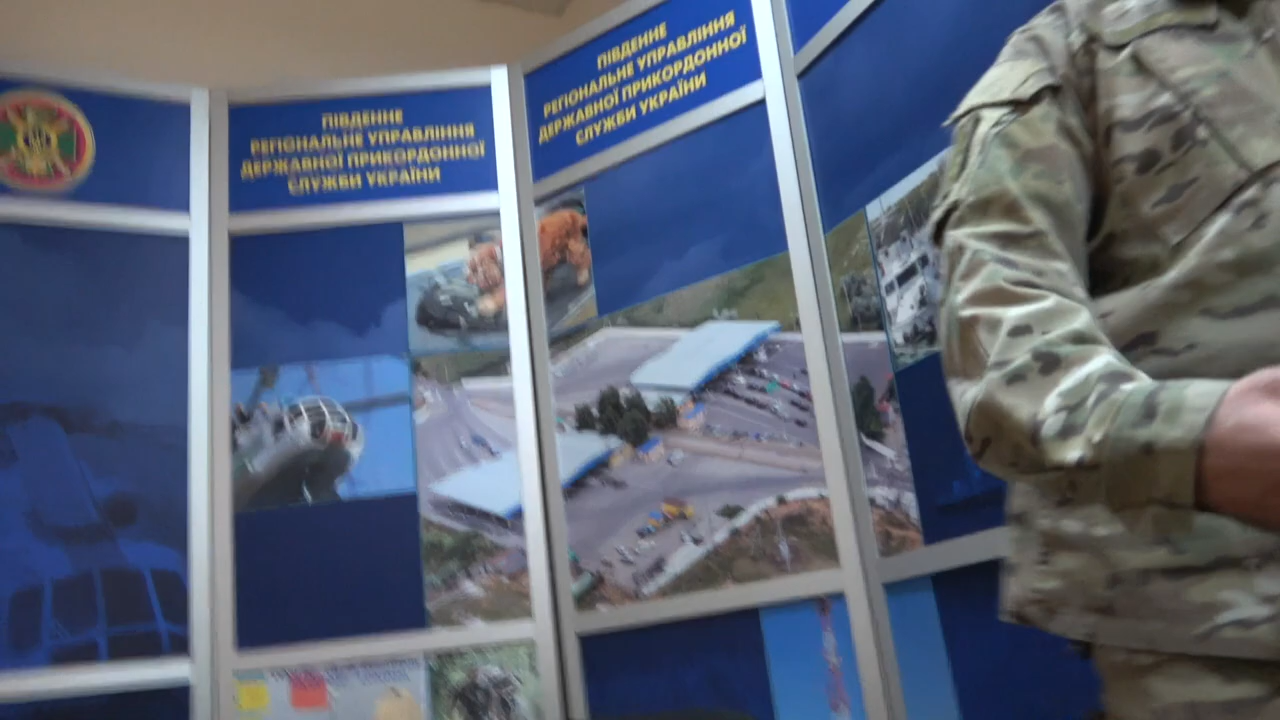 ПІВДЕННЕ
РЕГІОНАЛЬНЕ УПРАВЛІННЯ
ДЕРЖАВНОЇ ПРИКОРДОННОЇ
СЛУЖБИ УКРАЇНИ
ПІВДЕННЕ
РЕГІОНАЛЬНЕ УПРАВЛІННЯ
ДЕРЖАВНОЇ ПРИКОРДОННОЇ
СЛУЖБИ УКРАЇНИ